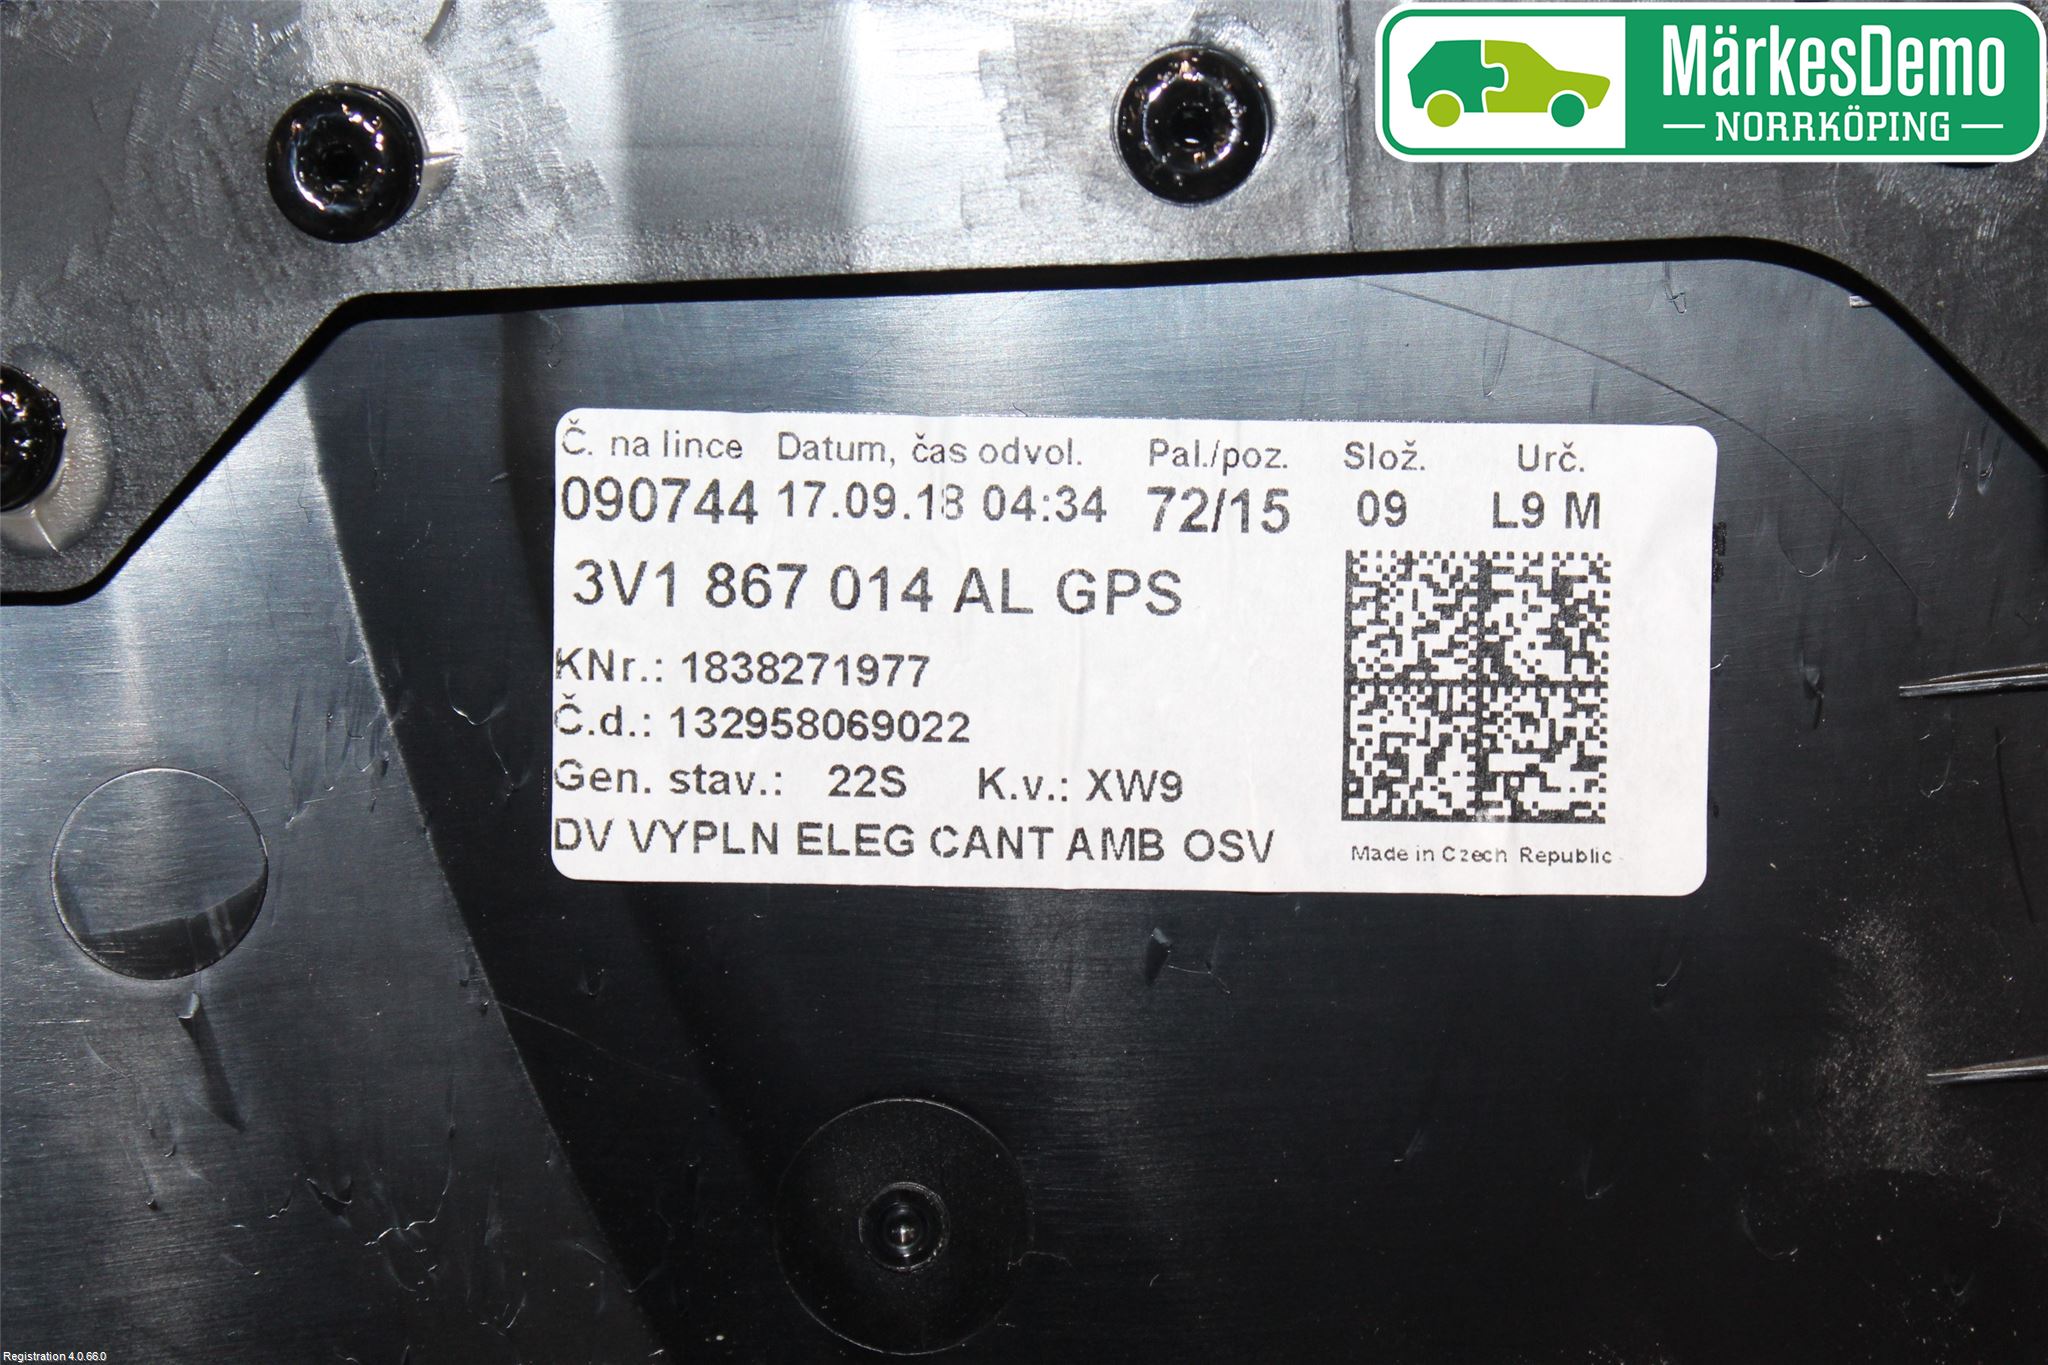 MärkesDemo
NORRKÖPING
Č. na lince Datum, čas odvol. Pal./poz. Slož. Urč.
090744 17.09.18 04:34 72/15 09 L9 M
3V1 867 014 AL GPS
KNr.: 1838271977
Č.d.: 132958069022
Gen. stav.: 22S K.v.: XW9
DV VYPLN ELEG CANT AMB OSV
Made in Czech Republic
Registration 4.0.66.0